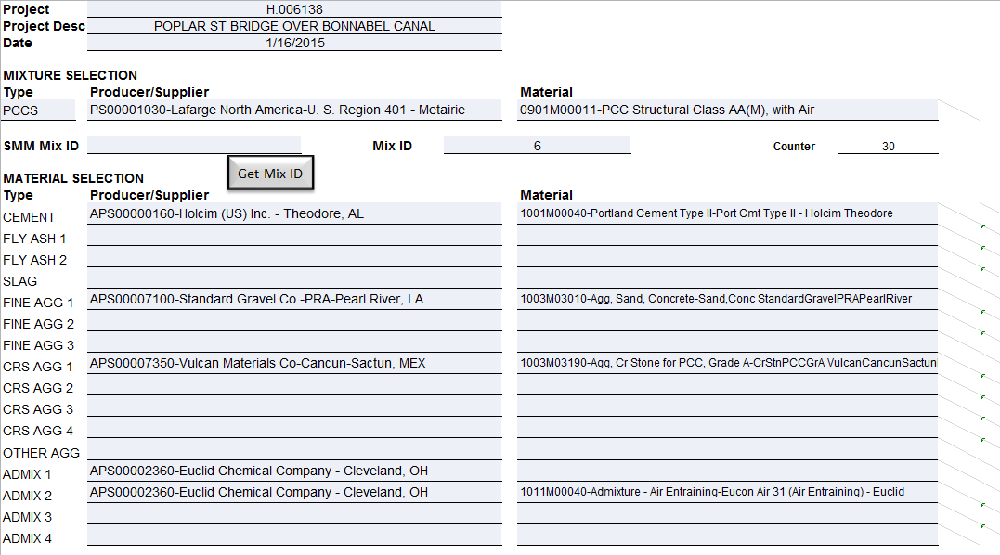 Project H.006138
Project Desc POPLAR ST BRIDGE OVER BONNABEL CANAL
Date 1/16/2015
MIXTURE SELECTION
Type Producer/Supplier Material
PCCS PS00001030-Lafarge North America-U. S. Region 401 - Metairie 0901M00011-PCC Structural Class AA(M), with Air
SMM Mix ID Mix ID 6 Counter 30
Get Mix ID
MATERIAL SELECTION
Type Producer/Supplier Material
CEMENT APS00000160-Holcim (US) Inc. - Theodore, AL 1001M00040-Portland Cement Type II-Port Cmt Type II - Holcim Theodore
FLY ASH 1
FLY ASH 2
SLAG
FINE AGG 1 APS00007100-Standard Gravel Co.-PRA-Pearl River, LA 1003M03010-Agg, Sand, Concrete-Sand,Conc StandardGravelPRAPearlRiver
FINE AGG 2
FINE AGG 3
CRS AGG 1 APS00007350-Vulcan Materials Co-Cancun-Sactun, MEX 1003M03190-Agg, Cr Stone for PCC, Grade A-CrStnPCCGrA VulcanCancunSactun
CRS AGG 2
CRS AGG 3
CRS AGG 4
OTHER AGG
ADMIX 1 APS00002360-Euclid Chemical Company - Cleveland, OH
ADMIX 2 APS00002360-Euclid Chemical Company - Cleveland, OH 1011M00040-Admixture - Air Entraining-Eucon Air 31 (Air Entraining) - Euclid
ADMIX 3
ADMIX 4